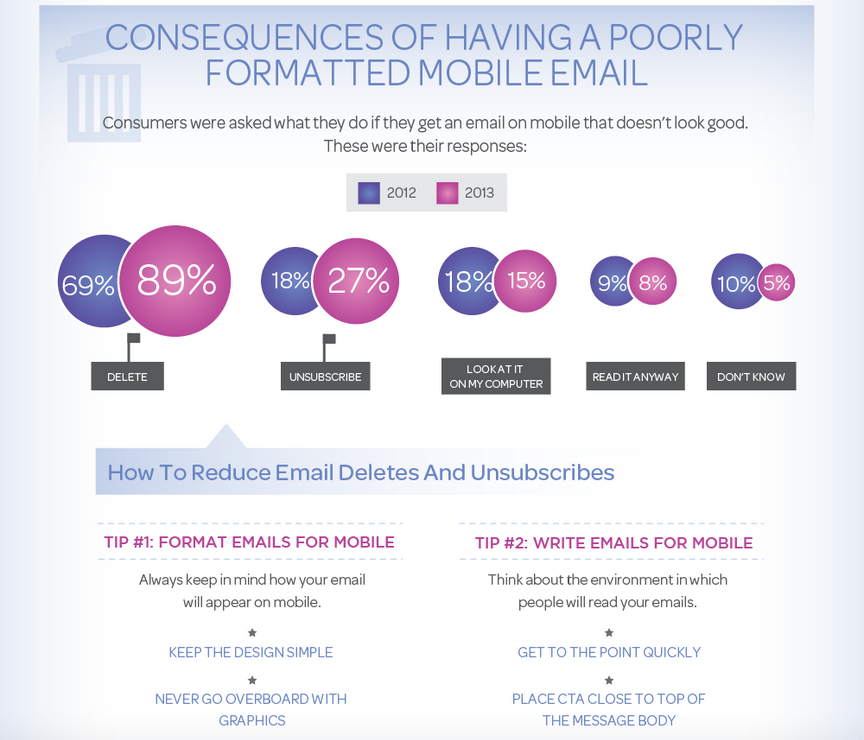 CONSEQUENCES OF HAVING A POORLY
FORMATTED MOBILE EMAIL
Consumers were asked what they do if they get an email on mobile that doesn't look good.
These were their responses:
2012 2013
69% 89% 18% 27% 18% 15% 9% 8% 10% 5%
DELETE
UNSUBSCRIBE
LOOK AT IT
ON MY COMPUTER
READ IT ANYWAY
DON'T KNOW
How To Reduce Email Deletes And Unsubscribes
TIP #1: FORMAT EMAILS FOR MOBILE
Always keep in mind how your email
will appear on mobile.
KEEP THE DESIGN SIMPLE
NEVER GO OVERBOARD WITH
GRAPHICS
TIP #2: WRITE EMAILS FOR MOBILE
Think about the environment in which
people will read your emails.
GET TO THE POINT QUICKLY
PLACE CTA CLOSE TO TOP OF
THE MESSAGE BODY